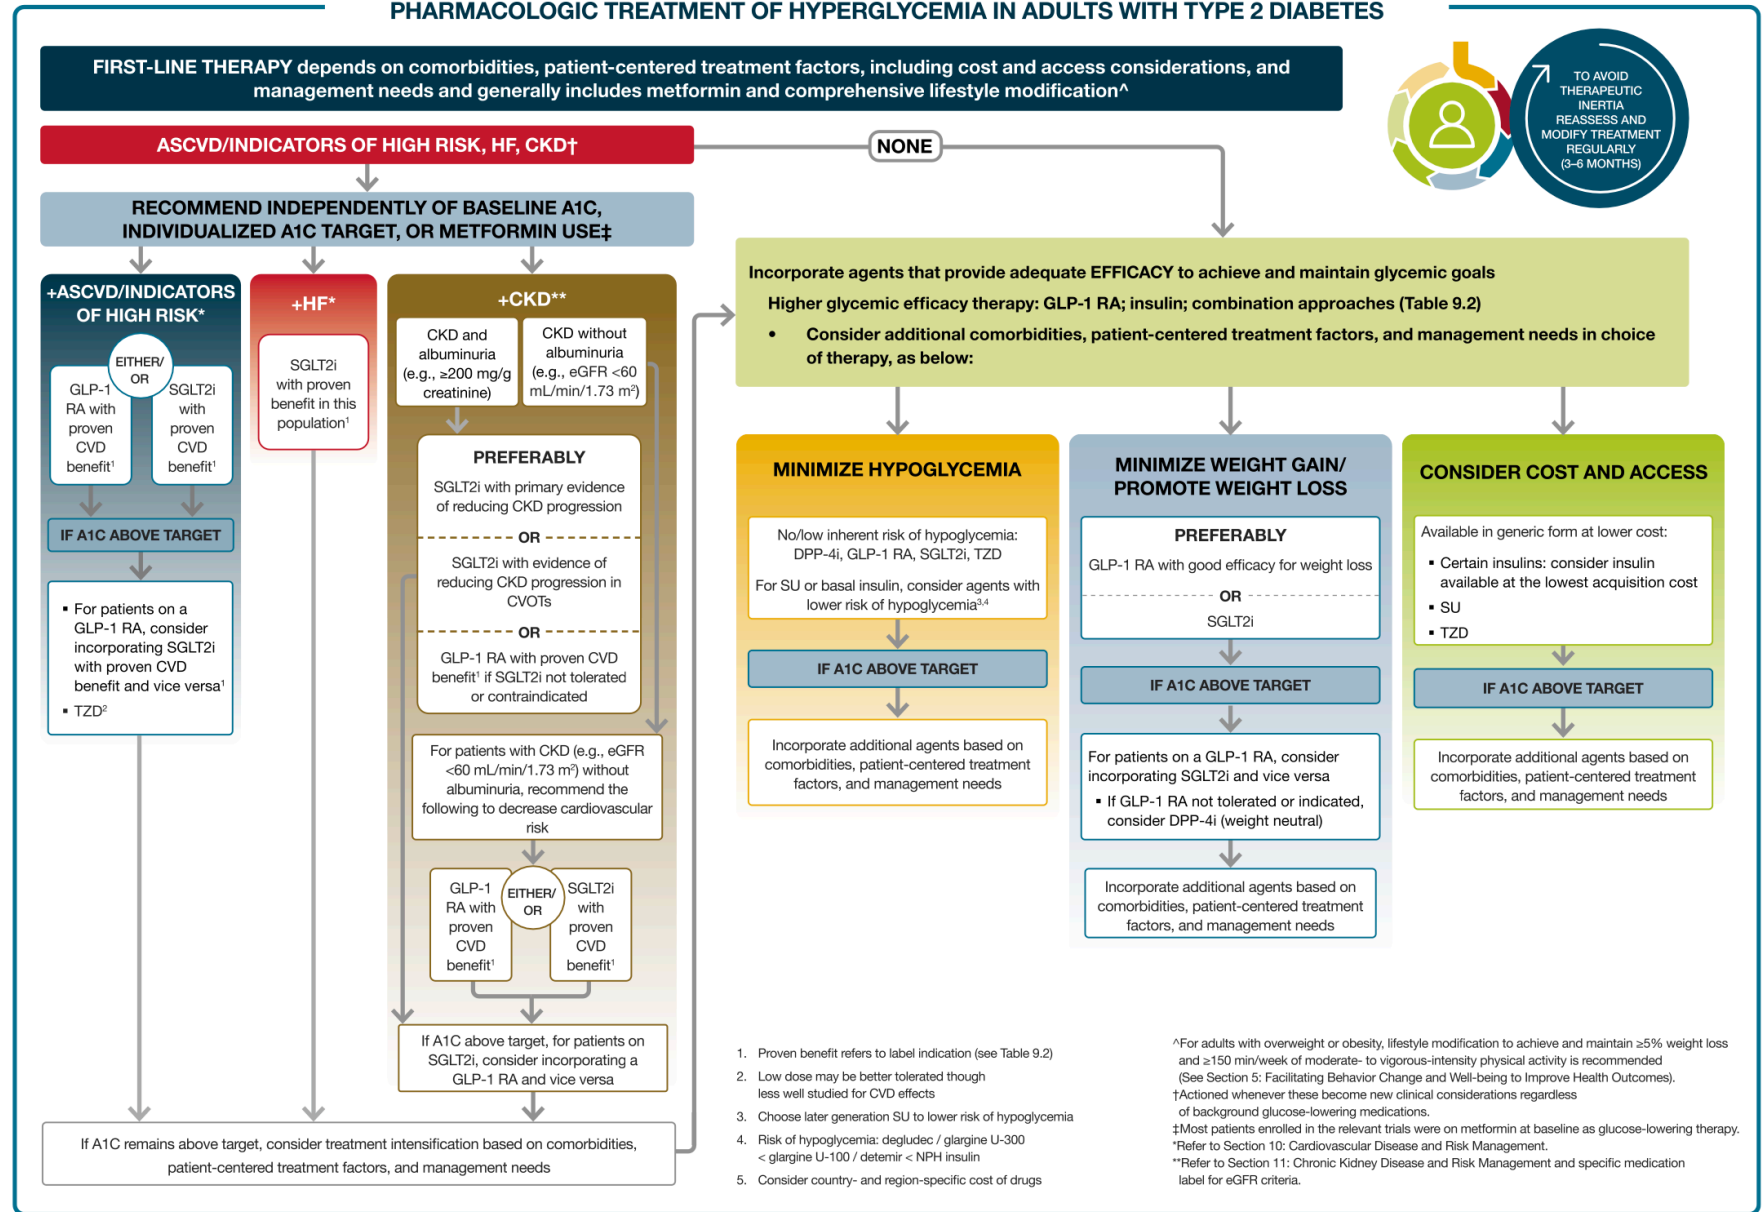 PHARMACOLOGIC TREATMENT OF HYPERGLYCEMIA IN ADULTS WITH TYPE 2 DIABETES
FIRST-LINE THERAPY depends on comorbidities, patient-centered treatment factors, including cost and access considerations, and
management needs and generally includes metformin and comprehensive lifestyle modification^
TO AVOID
THERAPEUTIC
INERTIA
REASSESS AND
MODIFY TREATMENT
REGULARLY
(3–6 MONTHS)
ASCVD/INDICATORS OF HIGH RISK, HF, CKD†
NONE
RECOMMEND INDEPENDENTLY OF BASELINE A1C,
INDIVIDUALIZED A1C TARGET, OR METFORMIN USE‡
+ASCVD/INDICATORS
OF HIGH RISK*
EITHER/
OR
GLP-1
RA with
proven
CVD
benefit¹
SGLT2i
with
proven
CVD
benefit¹
IF A1C ABOVE TARGET
▪ For patients on a
GLP-1 RA, consider
incorporating SGLT2i
with proven CVD
benefit and vice versa¹
▪ TZD²
+HF*
SGLT2i
with proven
benefit in this
population¹
+CKD**
CKD and
albuminuria
(e.g., ≥200 mg/g
creatinine)
CKD without
albuminuria
(e.g., eGFR <60
mL/min/1.73 m²)
PREFERABLY
SGLT2i with primary evidence
of reducing CKD progression
OR
SGLT2i with evidence of
reducing CKD progression in
CVOTs
OR
GLP-1 RA with proven CVD
benefit¹ if SGLT2i not tolerated
or contraindicated
For patients with CKD (e.g., eGFR
<60 mL/min/1.73 m²) without
albuminuria, recommend the
following to decrease cardiovascular
risk
GLP-1
RA with
proven
CVD
benefit¹
EITHER/
OR
SGLT2i
with
proven
CVD
benefit¹
If A1C above target, for patients on
SGLT2i, consider incorporating a
GLP-1 RA and vice versa
If A1C remains above target, consider treatment intensification based on comorbidities,
patient-centered treatment factors, and management needs
Incorporate agents that provide adequate EFFICACY to achieve and maintain glycemic goals
Higher glycemic efficacy therapy: GLP-1 RA; insulin; combination approaches (Table 9.2)
• Consider additional comorbidities, patient-centered treatment factors, and management needs in choice
of therapy, as below:
MINIMIZE HYPOGLYCEMIA
No/low inherent risk of hypoglycemia:
DPP-4i, GLP-1 RA, SGLT2i, TZD
For SU or basal insulin, consider agents with
lower risk of hypoglycemia³,⁴
IF A1C ABOVE TARGET
Incorporate additional agents based on
comorbidities, patient-centered treatment
factors, and management needs
MINIMIZE WEIGHT GAIN/
PROMOTE WEIGHT LOSS
PREFERABLY
GLP-1 RA with good efficacy for weight loss
OR
SGLT2i
IF A1C ABOVE TARGET
For patients on a GLP-1 RA, consider
incorporating SGLT2i and vice versa
▪ If GLP-1 RA not tolerated or indicated,
consider DPP-4i (weight neutral)
Incorporate additional agents based on
comorbidities, patient-centered treatment
factors, and management needs
CONSIDER COST AND ACCESS
Available in generic form at lower cost:
▪ Certain insulins: consider insulin
available at the lowest acquisition cost
▪ SU
▪ TZD
IF A1C ABOVE TARGET
Incorporate additional agents based on
comorbidities, patient-centered treatment
factors, and management needs
1. Proven benefit refers to label indication (see Table 9.2)
2. Low dose may be better tolerated though
less well studied for CVD effects
3. Choose later generation SU to lower risk of hypoglycemia
4. Risk of hypoglycemia: degludec / glargine U-300
< glargine U-100 / detemir < NPH insulin
5. Consider country- and region-specific cost of drugs
^For adults with overweight or obesity, lifestyle modification to achieve and maintain ≥5% weight loss
and ≥150 min/week of moderate- to vigorous-intensity physical activity is recommended
(See Section 5: Facilitating Behavior Change and Well-being to Improve Health Outcomes).
†Actioned whenever these become new clinical considerations regardless
of background glucose-lowering medications.
‡Most patients enrolled in the relevant trials were on metformin at baseline as glucose-lowering therapy.
*Refer to Section 10: Cardiovascular Disease and Risk Management.
**Refer to Section 11: Chronic Kidney Disease and Risk Management and specific medication
label for eGFR criteria.